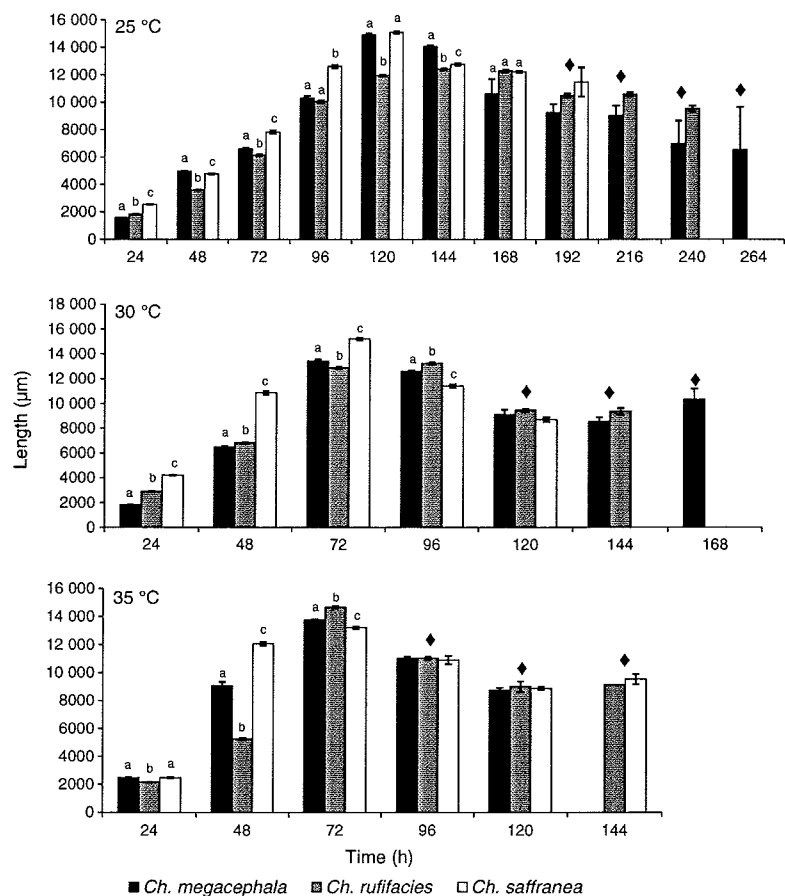 25 °C
16 000
14 000
12 000
10 000
8000
6000
4000
2000
0
a b c
a b c
a b c
a a b
a b a
a b c
a a a
24 48 72 96 120 144 168 192 216 240 264
30 °C
18 000
16 000
14 000
12 000
10 000
8000
6000
4000
2000
0
Length (µm)
a b c
a b c
a b c
a b c
24 48 72 96 120 144 168
35 °C
16 000
14 000
12 000
10 000
8000
6000
4000
2000
0
a b a
a b c
a b c
24 48 72 96 120 144
Time (h)
Ch. megacephala Ch. rufifacies Ch. saffranea